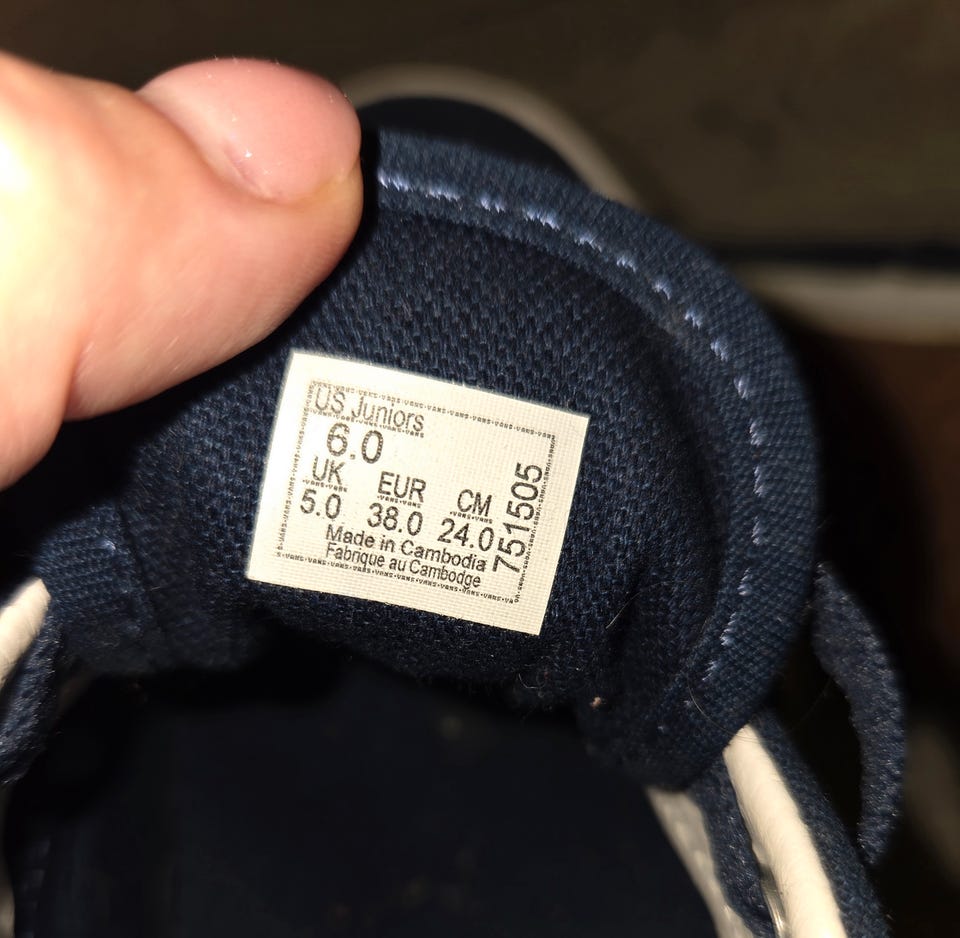 US Juniors
6.0
UK EUR CM
5.0 38.0 24.0
Made in Cambodia
Fabrique au Cambodge
751505